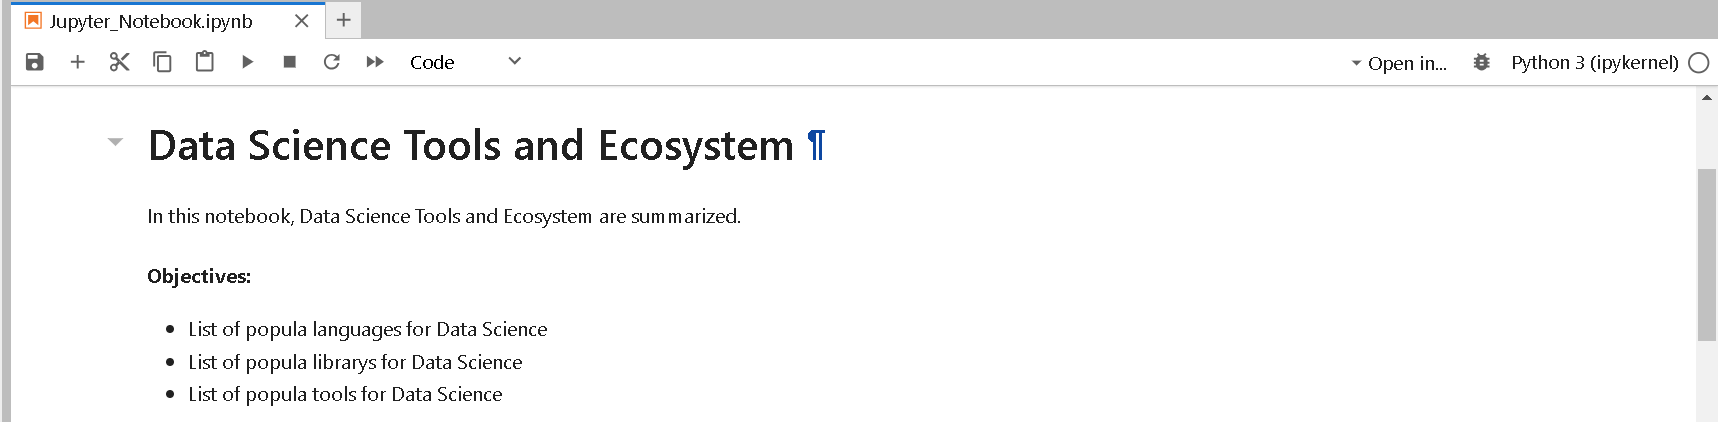 Jupyter_Notebook.ipynb
Code
Open in...
Python 3 (ipykernel)
Data Science Tools and Ecosystem ¶
In this notebook, Data Science Tools and Ecosystem are summarized.
Objectives:
• List of popula languages for Data Science
• List of popula librarys for Data Science
• List of popula tools for Data Science